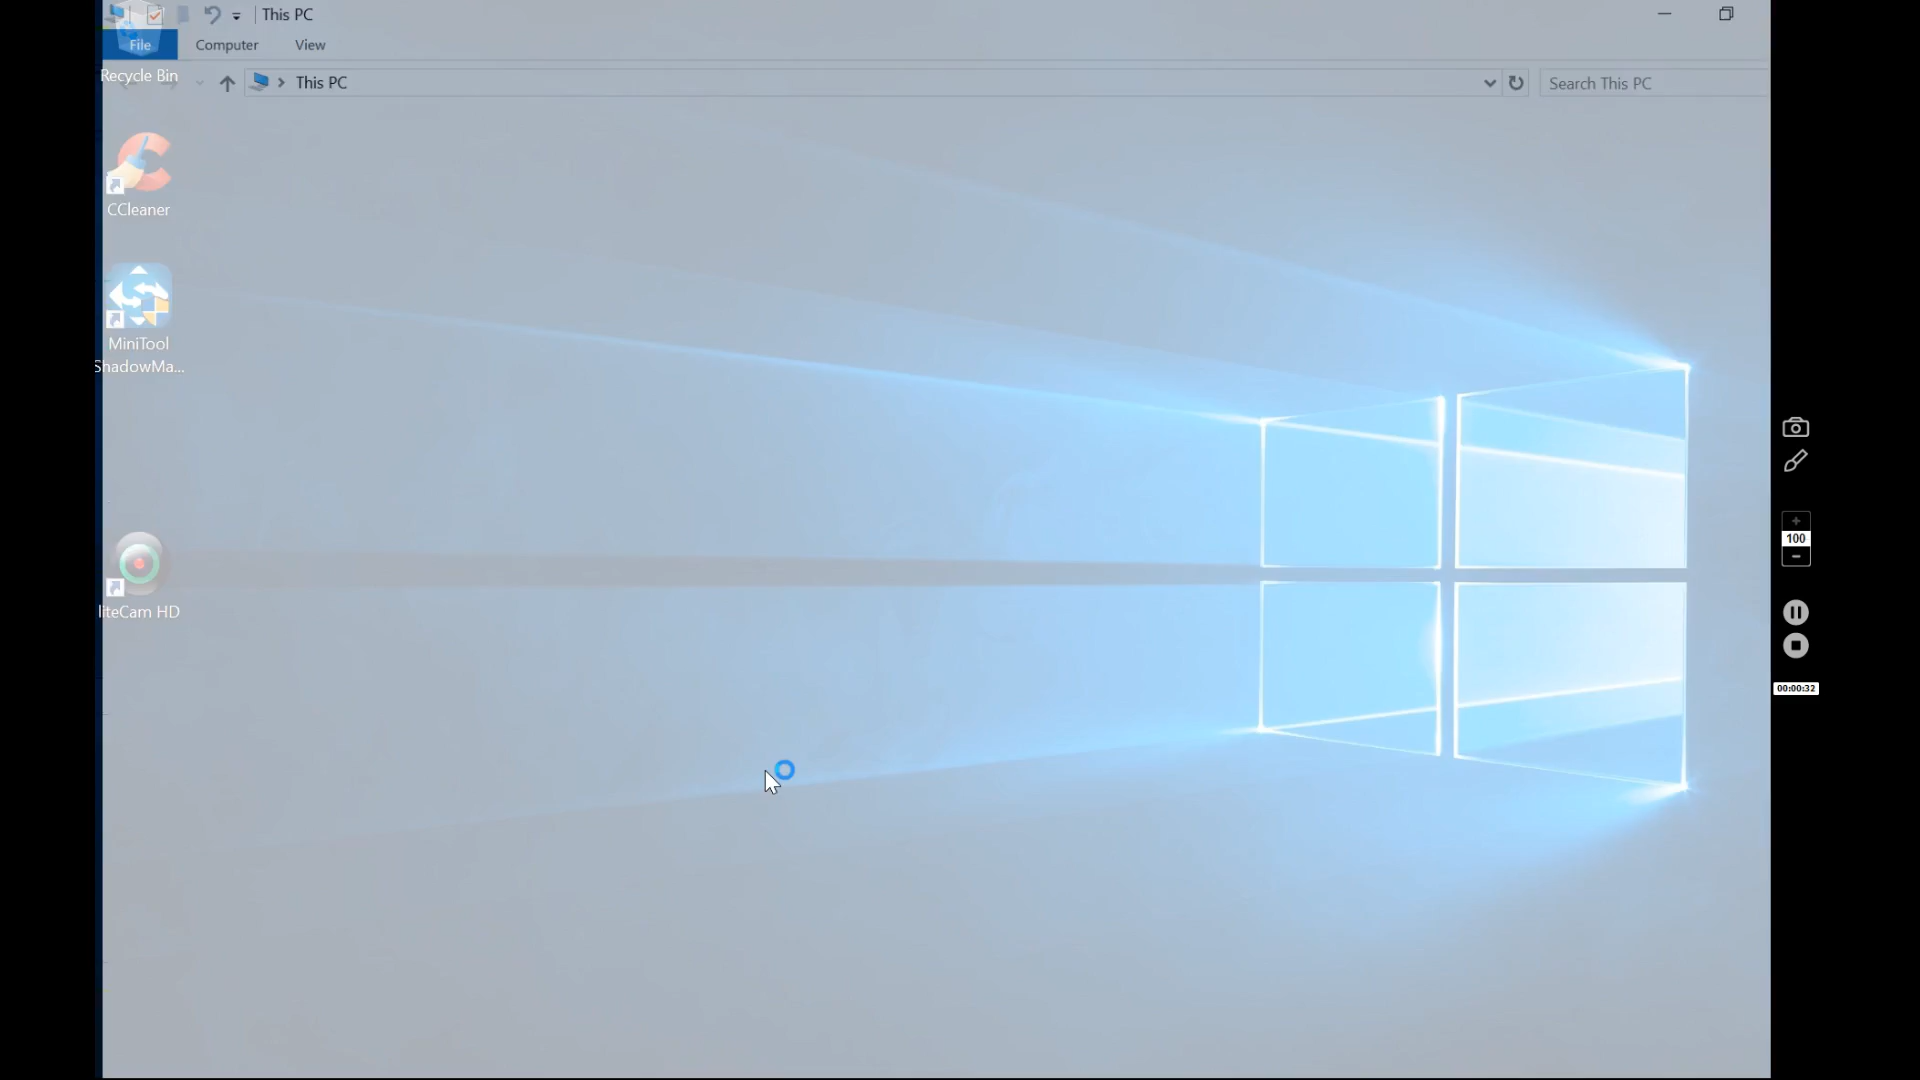 This PC
File
Computer
View
Recycle Bin
This PC
Search This PC
CCleaner
MiniTool
ShadowMa...
liteCam HD
100
00:00:32